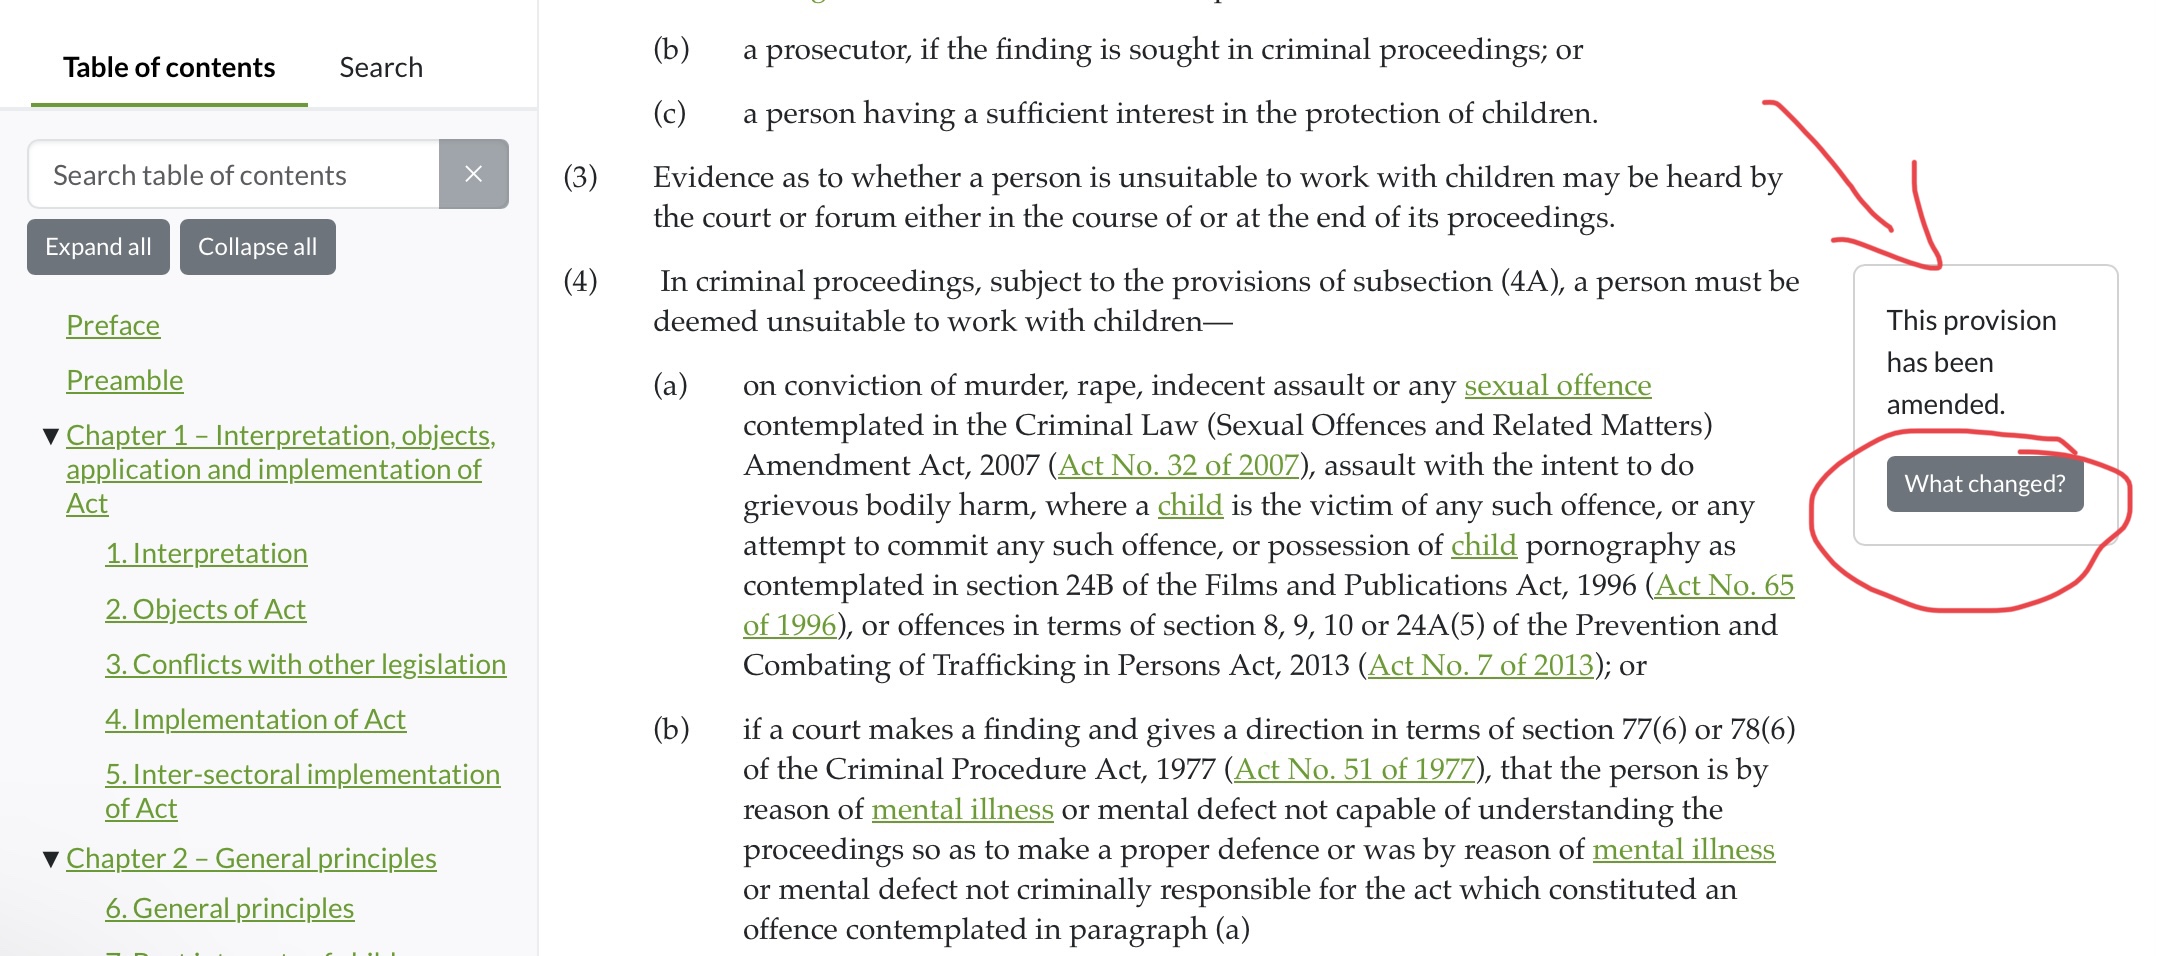 Table of contents
Search
Search table of contents
×
Expand all
Collapse all
Preface
Preamble
▼ Chapter 1 – Interpretation, objects,
application and implementation of
Act
1. Interpretation
2. Objects of Act
3. Conflicts with other legislation
4. Implementation of Act
5. Inter-sectoral implementation
of Act
▼ Chapter 2 – General principles
6. General principles
(b) a prosecutor, if the finding is sought in criminal proceedings; or
(c) a person having a sufficient interest in the protection of children.
(3) Evidence as to whether a person is unsuitable to work with children may be heard by
the court or forum either in the course of or at the end of its proceedings.
(4) In criminal proceedings, subject to the provisions of subsection (4A), a person must be
deemed unsuitable to work with children—
(a) on conviction of murder, rape, indecent assault or any sexual offence
contemplated in the Criminal Law (Sexual Offences and Related Matters)
Amendment Act, 2007 (Act No. 32 of 2007), assault with the intent to do
grievous bodily harm, where a child is the victim of any such offence, or any
attempt to commit any such offence, or possession of child pornography as
contemplated in section 24B of the Films and Publications Act, 1996 (Act No. 65
of 1996), or offences in terms of section 8, 9, 10 or 24A(5) of the Prevention and
Combating of Trafficking in Persons Act, 2013 (Act No. 7 of 2013); or
(b) if a court makes a finding and gives a direction in terms of section 77(6) or 78(6)
of the Criminal Procedure Act, 1977 (Act No. 51 of 1977), that the person is by
reason of mental illness or mental defect not capable of understanding the
proceedings so as to make a proper defence or was by reason of mental illness
or mental defect not criminally responsible for the act which constituted an
offence contemplated in paragraph (a)
This provision
has been
amended.
What changed?